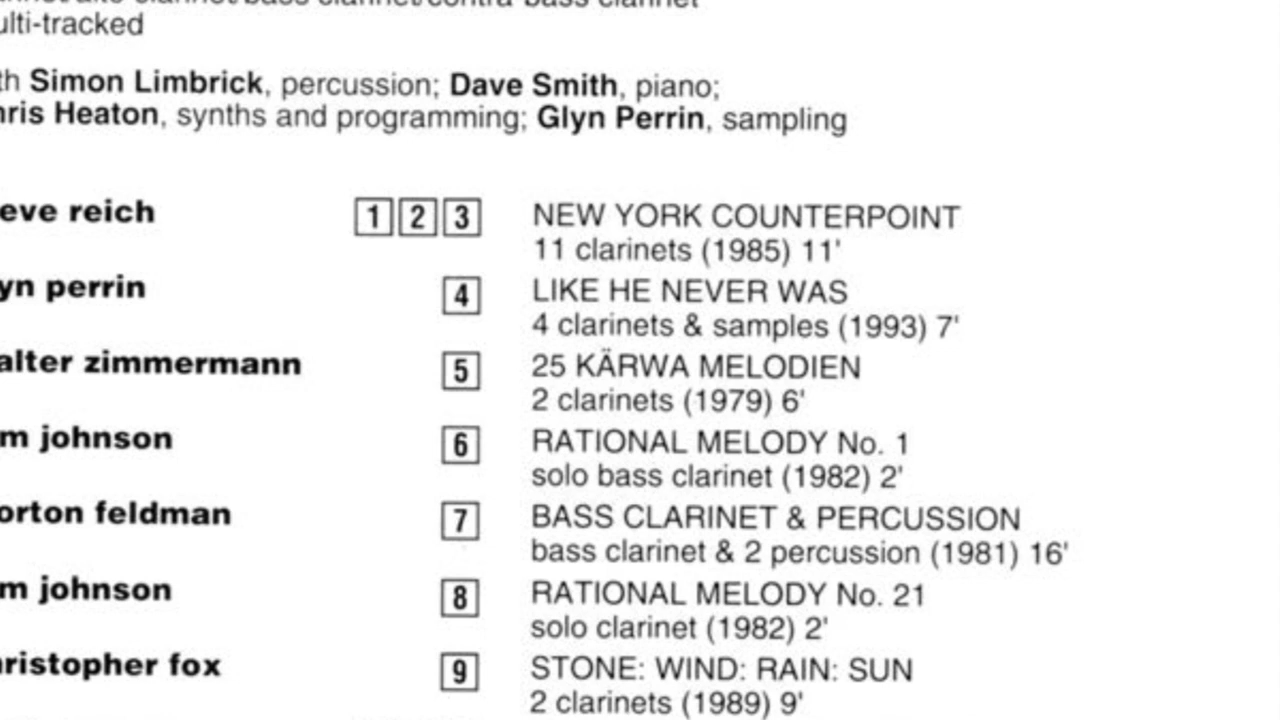 multi-tracked
with Simon Limbrick, percussion; Dave Smith, piano;
Chris Heaton, synths and programming; Glyn Perrin, sampling
eve reich 1 2 3 NEW YORK COUNTERPOINT
11 clarinets (1985) 11'
yn perrin 4 LIKE HE NEVER WAS
4 clarinets & samples (1993) 7'
alter zimmermann 5 25 KÄRWA MELODIEN
2 clarinets (1979) 6'
m johnson 6 RATIONAL MELODY No. 1
solo bass clarinet (1982) 2'
orton feldman 7 BASS CLARINET & PERCUSSION
bass clarinet & 2 percussion (1981) 16'
m johnson 8 RATIONAL MELODY No. 21
solo clarinet (1982) 2'
ristopher fox 9 STONE: WIND: RAIN: SUN
2 clarinets (1989) 9'